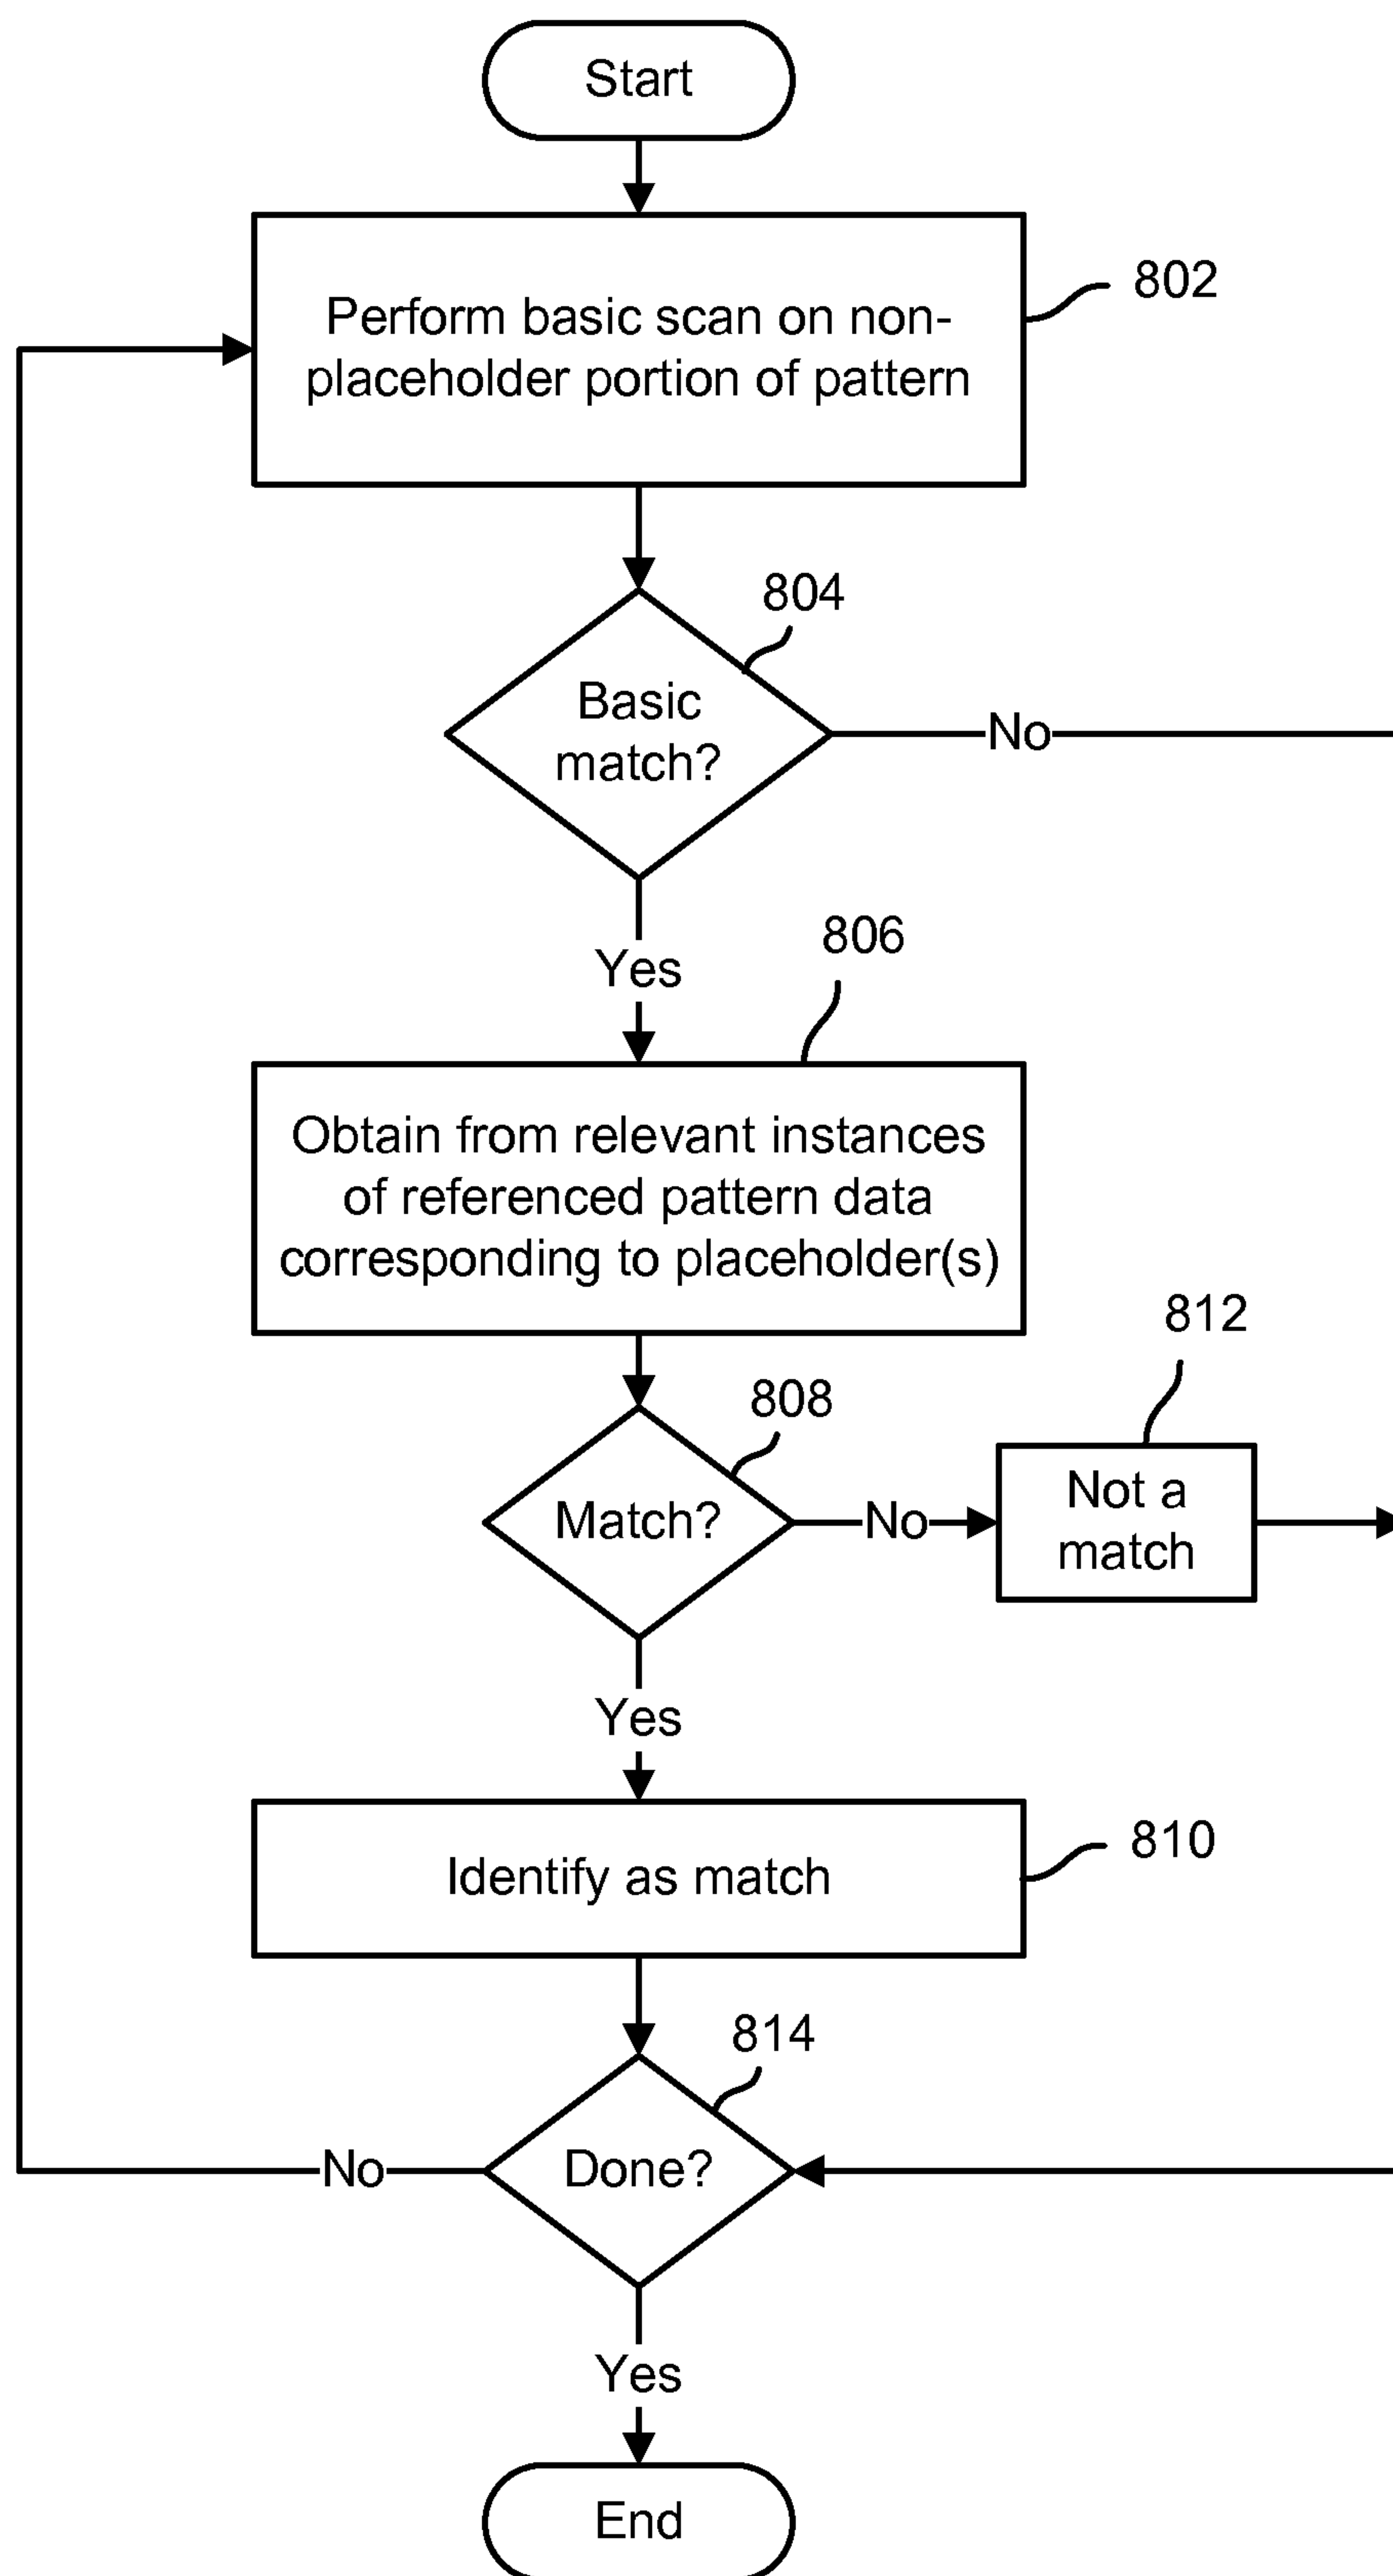 Start
Perform basic scan on non-
placeholder portion of pattern
802
804
Basic
match?
No
Yes
806
Obtain from relevant instances
of referenced pattern data
corresponding to placeholder(s)
812
808
Match?
No
Not a
match
Yes
Identify as match
810
814
Done?
No
Yes
End